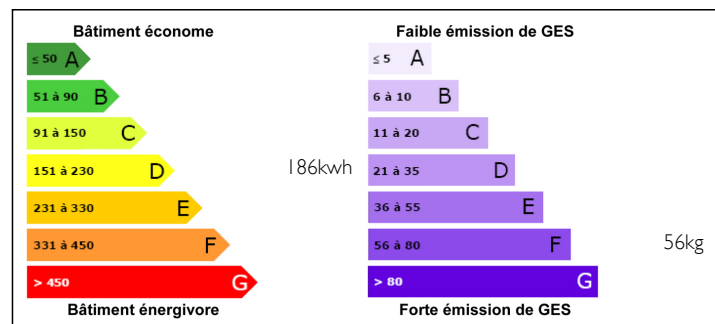 Bâtiment économe
≤ 50 A
51 à 90 B
91 à 150 C
151 à 230 D
231 à 330 E
331 à 450 F
> 450 G
Bâtiment énergivore
186kwh
Faible émission de GES
≤ 5 A
6 à 10 B
11 à 20 C
21 à 35 D
36 à 55 E
56 à 80 F
> 80 G
Forte émission de GES
56kg